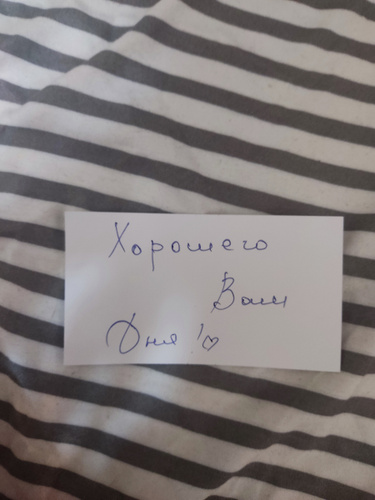 Хорошего
Вам
Дня!♡